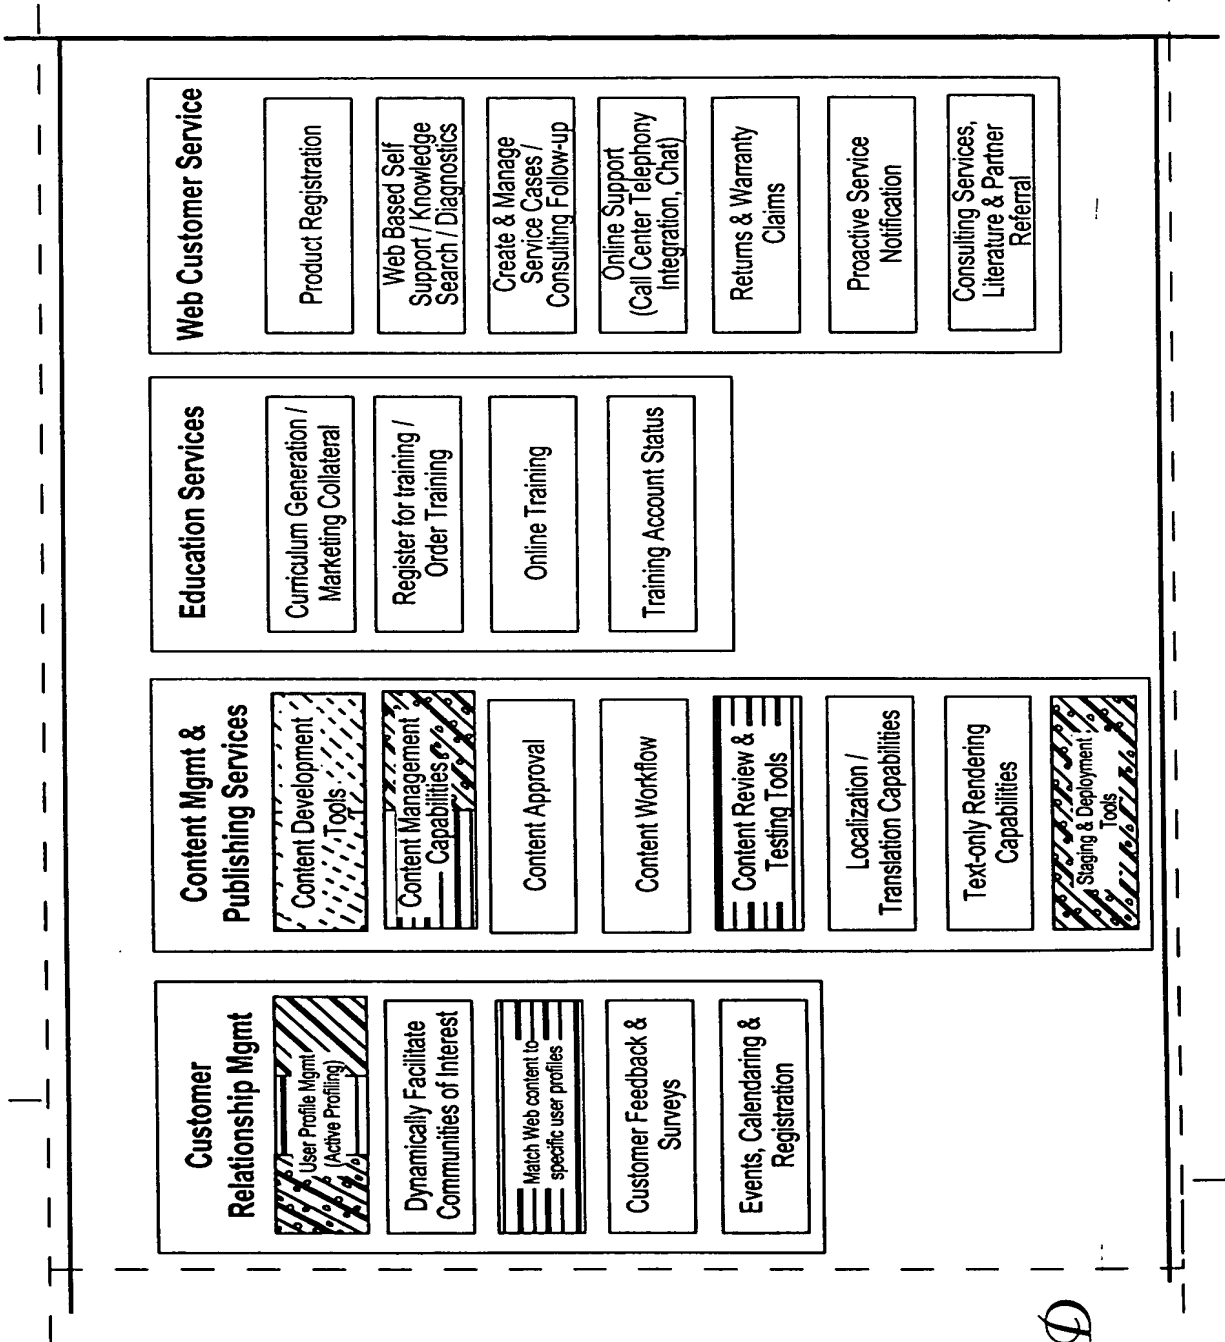 Customer
Relationship Mgmt
User Profile Mgmt
(Active Profiling)
Dynamically Facilitate
Communities of Interest
Match Web content to
specific user profiles
Customer Feedback &
Surveys
Events, Calendaring &
Registration
Content Mgmt &
Publishing Services
Content Development
Tools
Content Management
Capabilities
Content Approval
Content Workflow
Content Review &
Testing Tools
Localization /
Translation Capabilities
Text-only Rendering
Capabilities
Staging & Deployment
Tools
Education Services
Curriculum Generation /
Marketing Collateral
Register for training /
Order Training
Online Training
Training Account Status
Web Customer Service
Product Registration
Web Based Self
Support / Knowledge
Search / Diagnostics
Create & Manage
Service Cases /
Consulting Follow-up
Online Support
(Call Center Telephony
Integration, Chat)
Returns & Warranty
Claims
Proactive Service
Notification
Consulting Services,
Literature & Partner
Referral